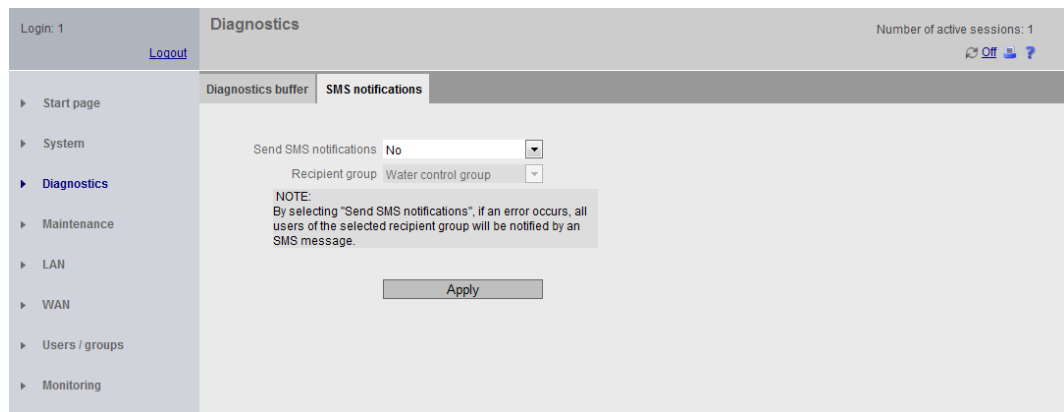 Login: 1
Logout
Diagnostics
Number of active sessions: 1
Off
?
Start page
System
Diagnostics
Maintenance
LAN
WAN
Users / groups
Monitoring
Diagnostics buffer
SMS notifications
Send SMS notifications No
Recipient group Water control group
NOTE:
By selecting "Send SMS notifications", if an error occurs, all
users of the selected recipient group will be notified by an
SMS message.
Apply